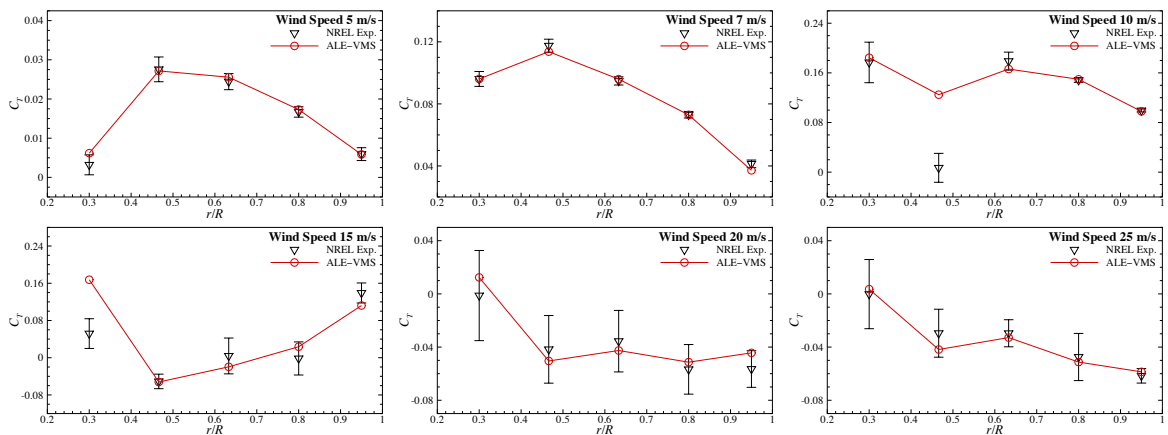 Wind Speed 5 m/s
NREL Exp.
ALE-VMS
C_T
0.04
0.03
0.02
0.01
0
0.2 0.3 0.4 0.5 0.6 0.7 0.8 0.9 1
r/R
Wind Speed 7 m/s
NREL Exp.
ALE-VMS
C_T
0.12
0.08
0.04
0.2 0.3 0.4 0.5 0.6 0.7 0.8 0.9 1
r/R
Wind Speed 10 m/s
NREL Exp.
ALE-VMS
C_T
0.24
0.16
0.08
0
0.2 0.3 0.4 0.5 0.6 0.7 0.8 0.9 1
r/R
Wind Speed 15 m/s
NREL Exp.
ALE-VMS
C_T
0.24
0.16
0.08
0
-0.08
0.2 0.3 0.4 0.5 0.6 0.7 0.8 0.9 1
r/R
Wind Speed 20 m/s
NREL Exp.
ALE-VMS
C_T
0.04
0
-0.04
-0.08
0.2 0.3 0.4 0.5 0.6 0.7 0.8 0.9 1
r/R
Wind Speed 25 m/s
NREL Exp.
ALE-VMS
C_T
0.04
0
-0.04
-0.08
0.2 0.3 0.4 0.5 0.6 0.7 0.8 0.9 1
r/R